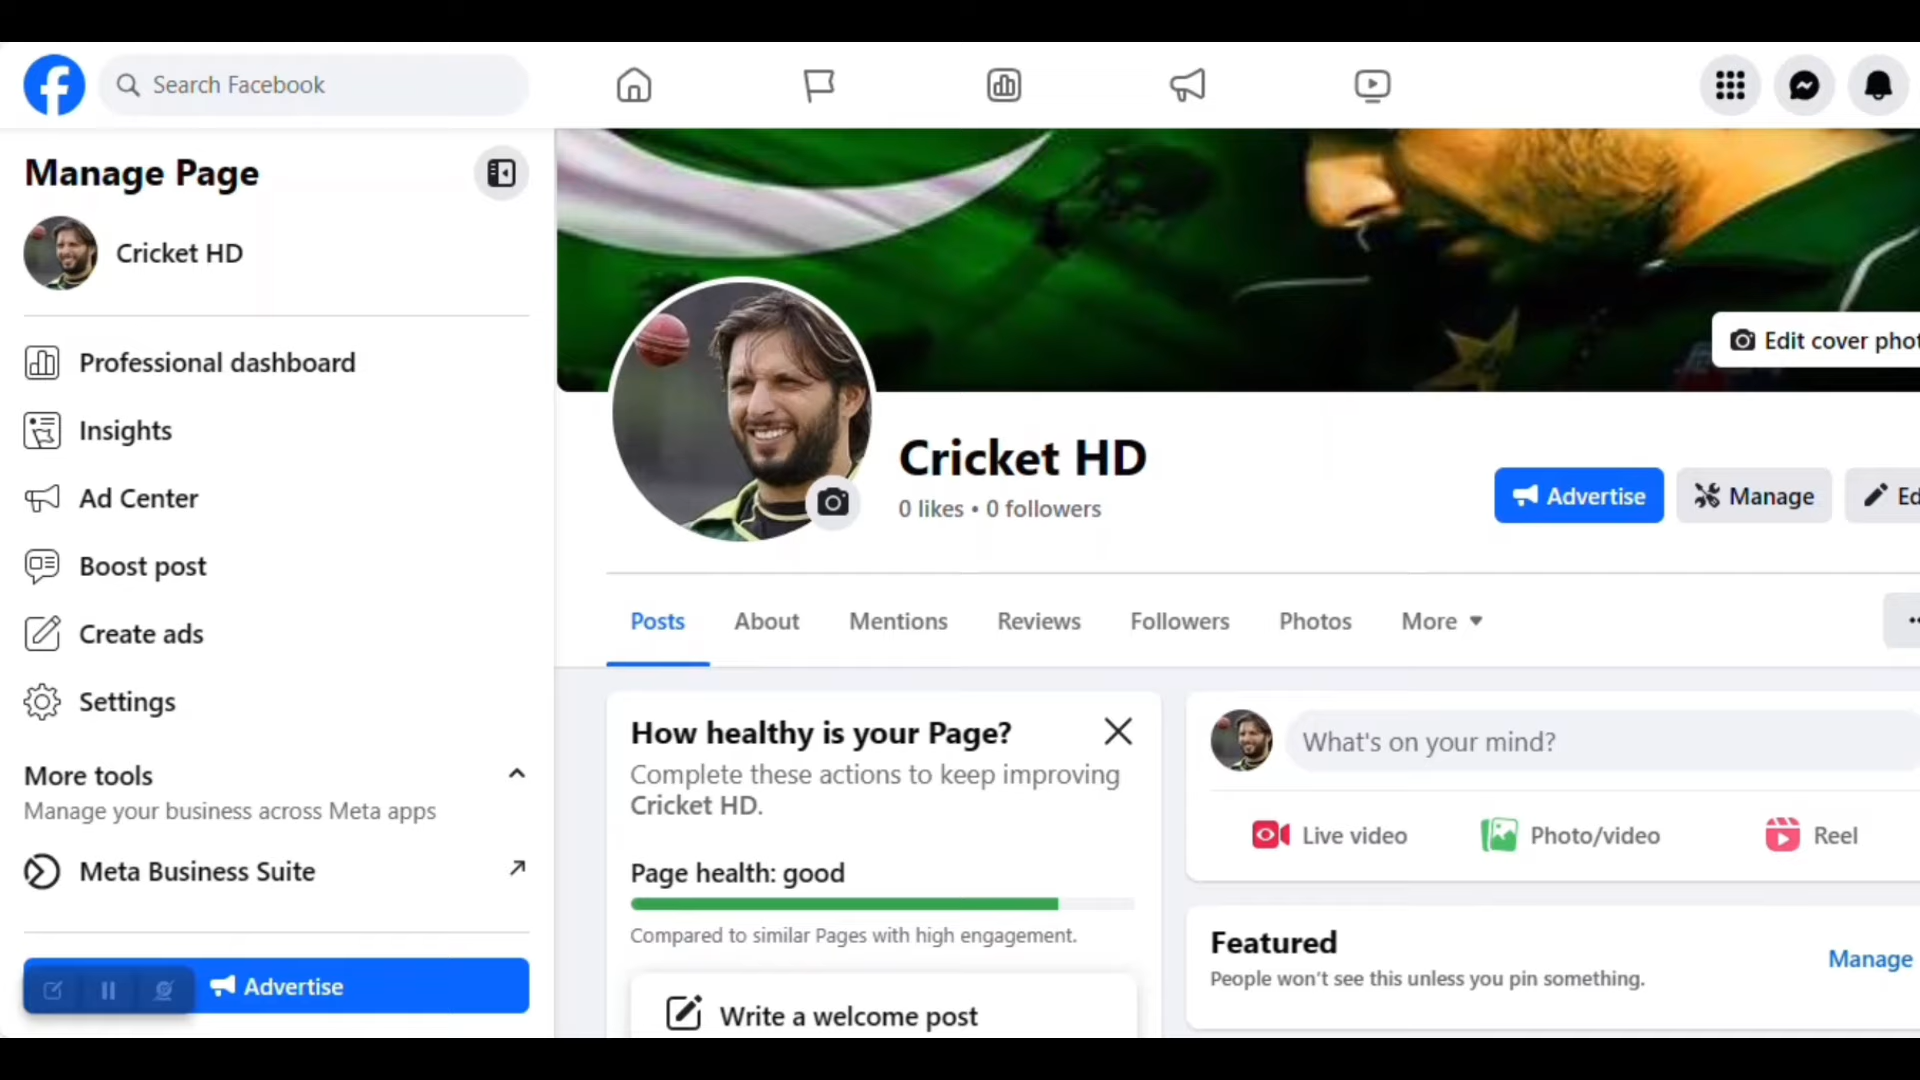 Search Facebook
Manage Page
Cricket HD
Professional dashboard
Insights
Ad Center
Boost post
Create ads
Settings
More tools
Manage your business across Meta apps
Meta Business Suite
Advertise
Edit cover phot
Cricket HD
0 likes • 0 followers
Advertise
Manage
Ed
Posts
About
Mentions
Reviews
Followers
Photos
More
How healthy is your Page?
Complete these actions to keep improving
Cricket HD.
Page health: good
Compared to similar Pages with high engagement.
Write a welcome post
What's on your mind?
Live video
Photo/video
Reel
Featured
Manage
People won't see this unless you pin something.